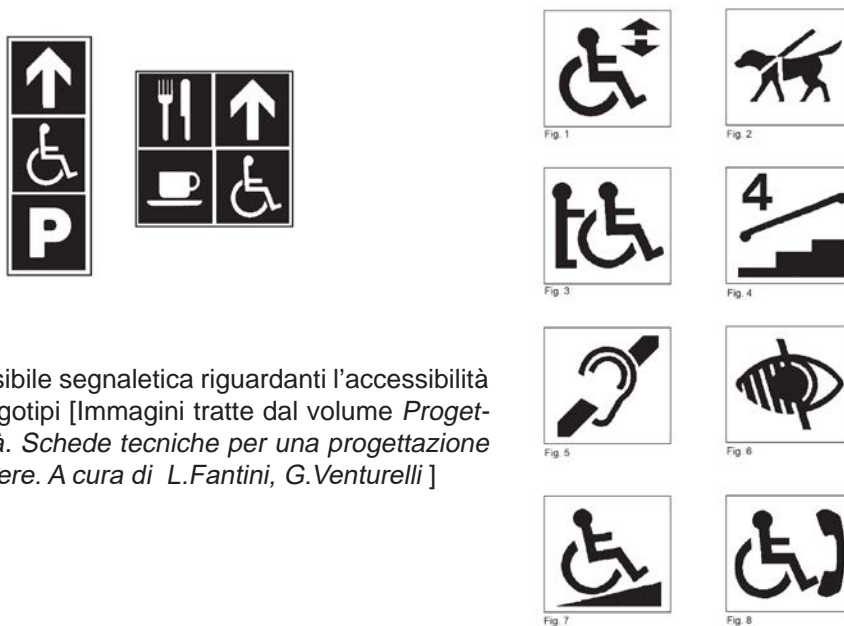 P
Fig. 1
Fig. 2
Fig. 3
4
Fig. 4
sibile segnaletica riguardanti l’accessibilità
gotipi [Immagini tratte dal volume Proget-
à. Schede tecniche per una progettazione
ere. A cura di L.Fantini, G.Venturelli ]
Fig. 5
Fig. 6
Fig. 7
Fig. 8